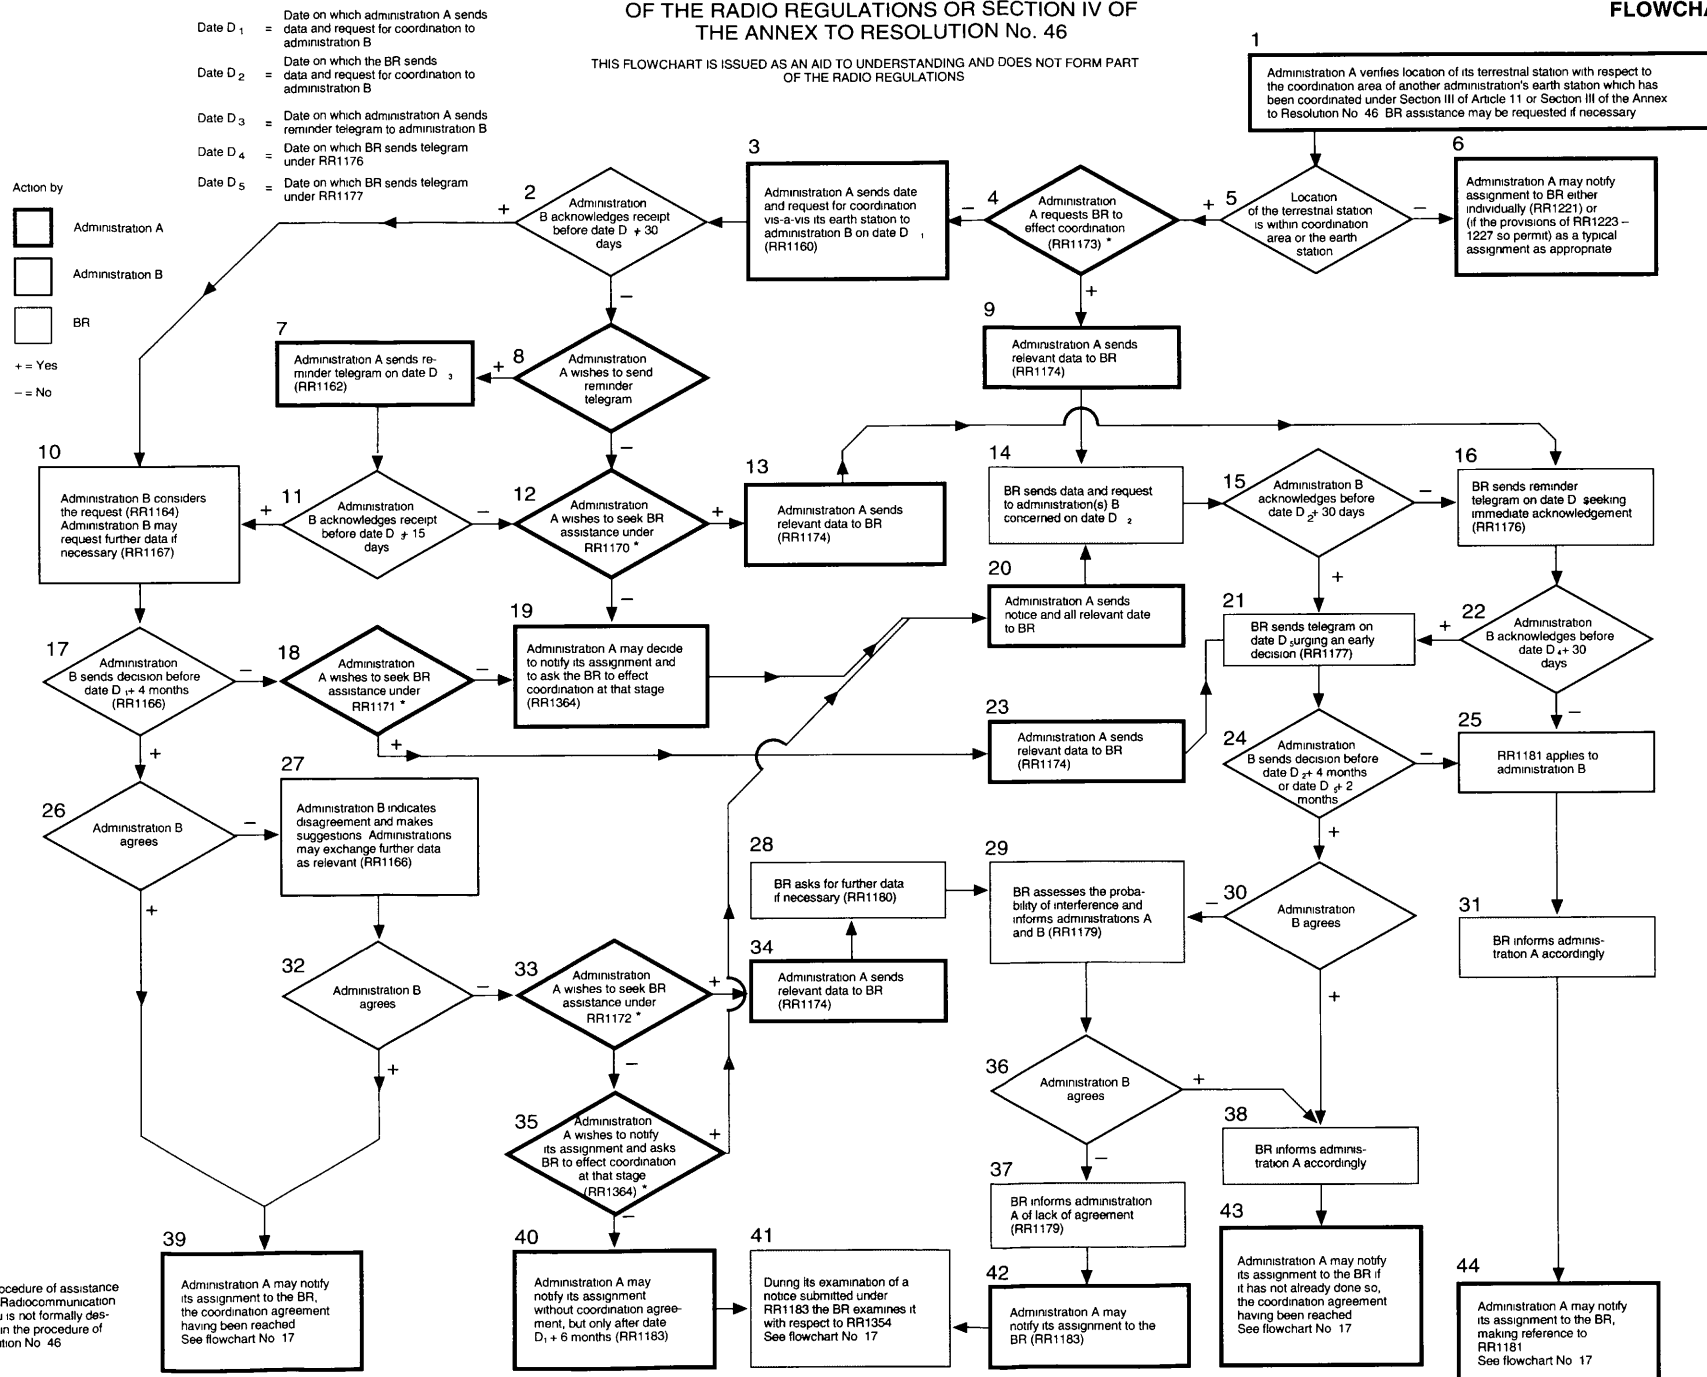 Date D 1 = Date on which administration A sends
data and request for coordination to
administration B
Date D 2 = Date on which the BR sends
data and request for coordination to
administration B
Date D 3 = Date on which administration A sends
reminder telegram to administration B
Date D 4 = Date on which BR sends telegram
under RR1176
Date D 5 = Date on which BR sends telegram
under RR1177
OF THE RADIO REGULATIONS OR SECTION IV OF
THE ANNEX TO RESOLUTION No. 46
THIS FLOWCHART IS ISSUED AS AN AID TO UNDERSTANDING AND DOES NOT FORM PART
OF THE RADIO REGULATIONS
Action by
Administration A
Administration B
BR
+ = Yes
– = No
1
Administration A verifies location of its terrestrial station with respect to
the coordination area of another administration's earth station which has
been coordinated under Section III of Article 11 or Section III of the Annex
to Resolution No 46 BR assistance may be requested if necessary
2
Administration
B acknowledges receipt
before date D + 30
days
+
–
3
Administration A sends date
and request for coordination
vis-a-vis its earth station to
administration B on date D 1
(RR1160)
4
Administration
A requests BR to
effect coordination
(RR1173) *
–
+
5
Location
of the terrestrial station
is within coordination
area or the earth
station
+
–
6
Administration A may notify
assignment to BR either
individually (RR1221) or
(if the provisions of RR1223 –
1227 so permit) as a typical
assignment as appropriate
7
Administration A sends re-
minder telegram on date D 3
(RR1162)
8
Administration
A wishes to send
reminder
telegram
+
–
9
Administration A sends
relevant data to BR
(RR1174)
10
Administration B considers
the request (RR1164)
Administration B may
request further data if
necessary (RR1167)
11
Administration
B acknowledges receipt
before date D + 15
days
+
–
12
Administration
A wishes to seek BR
assistance under
RR1170 *
+
–
13
Administration A sends
relevant data to BR
(RR1174)
14
BR sends data and request
to administration(s) B
concerned on date D 2
15
Administration B
acknowledges before
date D 2 + 30 days
–
+
16
BR sends reminder
telegram on date D seeking
immediate acknowledgement
(RR1176)
17
Administration
B sends decision before
date D 1 + 4 months
(RR1166)
–
+
18
Administration
A wishes to seek BR
assistance under
RR1171 *
–
+
19
Administration A may decide
to notify its assignment and
to ask the BR to effect
coordination at that stage
(RR1364)
20
Administration A sends
notice and all relevant date
to BR
21
BR sends telegram on
date D 5 urging an early
decision (RR1177)
22
Administration
B acknowledges before
date D 4 + 30
days
+
–
23
Administration A sends
relevant data to BR
(RR1174)
24
Administration
B sends decision before
date D 2 + 4 months
or date D 5 + 2
months
–
+
25
RR1181 applies to
administration B
26
Administration B
agrees
–
+
27
Administration B indicates
disagreement and makes
suggestions Administrations
may exchange further data
as relevant (RR1166)
28
BR asks for further data
if necessary (RR1180)
29
BR assesses the proba-
bility of interference and
informs administrations A
and B (RR1179)
30
Administration
B agrees
–
+
31
BR informs adminis-
tration A accordingly
32
Administration B
agrees
–
+
33
Administration
A wishes to seek BR
assistance under
RR1172 *
+
–
34
Administration A sends
relevant data to BR
(RR1174)
35
Administration
A wishes to notify
its assignment and asks
BR to effect coordination
at that stage
(RR1364) *
+
–
36
Administration B
agrees
+
–
37
BR informs administration
A of lack of agreement
(RR1179)
38
BR informs adminis-
tration A accordingly
39
Administration A may notify
its assignment to the BR,
the coordination agreement
having been reached
See flowchart No 17
40
Administration A may
notify its assignment
without coordination agree-
ment, but only after date
D1 + 6 months (RR1183)
41
During its examination of a
notice submitted under
RR1183 the BR examines it
with respect to RR1354
See flowchart No 17
42
Administration A may
notify its assignment to the
BR (RR1183)
43
Administration A may notify
its assignment to the BR if
it has not already done so,
the coordination agreement
having been reached
See flowchart No 17
44
Administration A may notify
its assignment to the BR,
making reference to
RR1181
See flowchart No 17
ocedure of assistance
Radiocommunication
u is not formally des-
in the procedure of
ution No 46